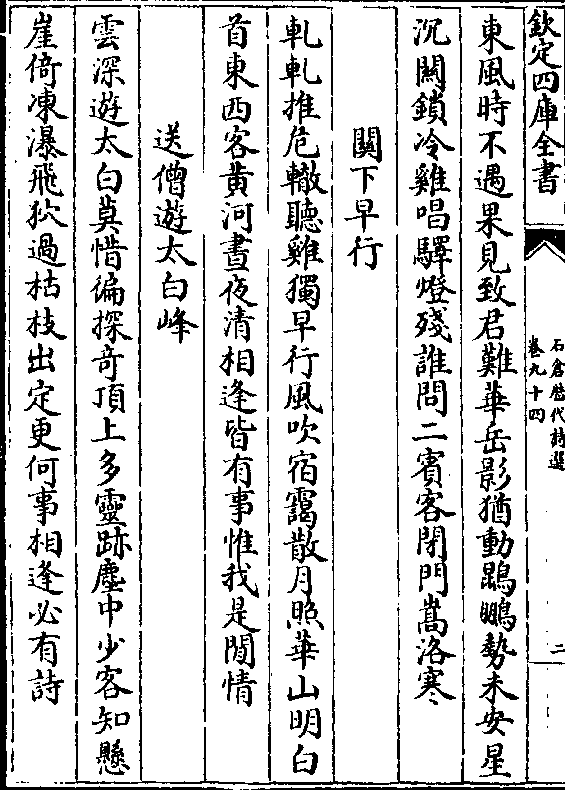 欽定四庫全書
石倉歴代詩選
卷九十四
二
東風時不遇果見致君難華岳影猶動鵾鵬勢未安星
沉闗鎖冷雞唱驛燈殘誰問二賓客閉門嵩洛寒
闗下早行
軋軋推危轍聽雞獨早行風吹宿靄散月照華山明白
首東西客黄河晝夜清相逢皆有事惟我是閒情
送僧遊太白峰
雲深遊太白莫惜徧探竒頂上多靈跡塵中少客知懸
崖倚凍瀑飛狖過枯枝出定更何事相逢必有詩